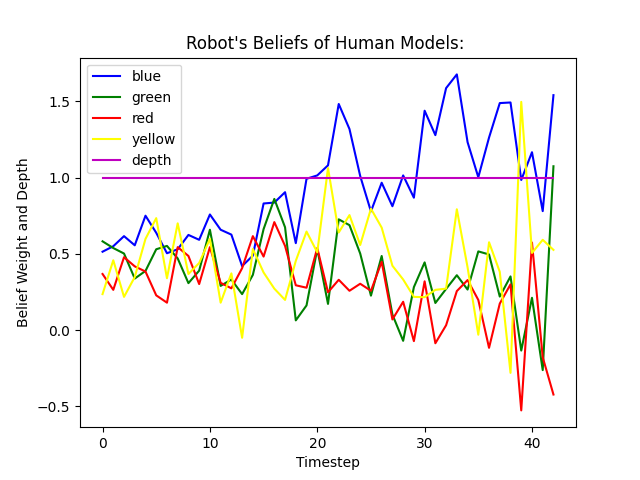 Robot's Beliefs of Human Models:
blue
green
red
yellow
depth
Belief Weight and Depth
1.5
1.0
0.5
0.0
−0.5
0
10
20
30
40
Timestep